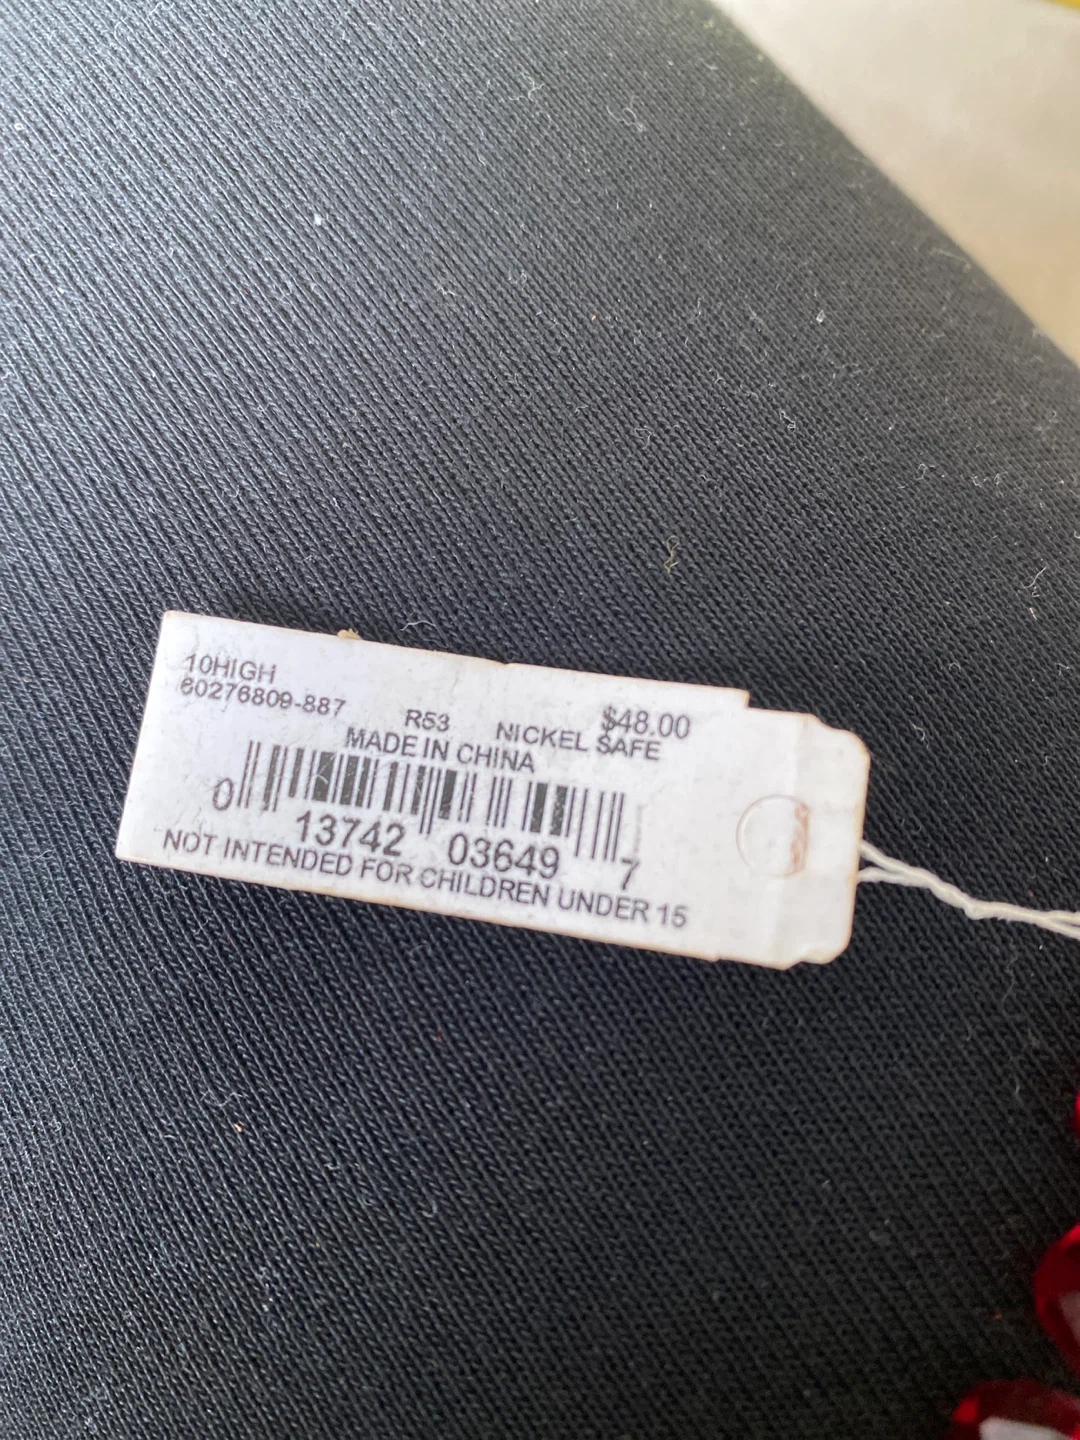 10HIGH
60276809-887
$48.00
R53 NICKEL SAFE
MADE IN CHINA
0 13742 03649 7
NOT INTENDED FOR CHILDREN UNDER 15